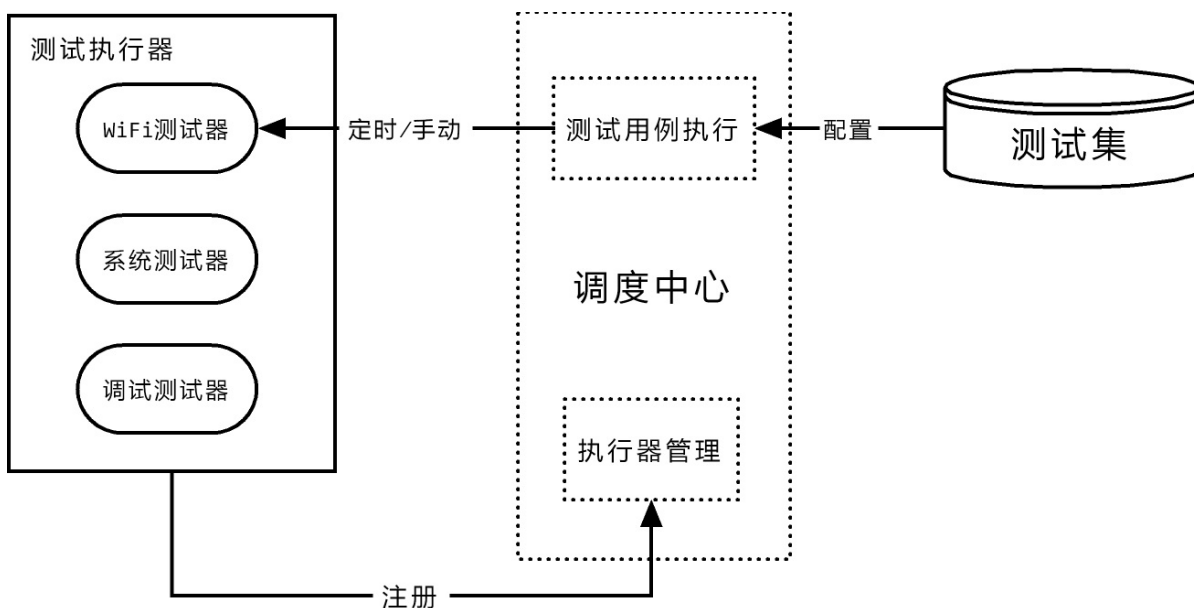 测试执行器
WiFi测试器
定时/手动
测试用例执行
配置
测试集
系统测试器
调度中心
调试测试器
执行器管理
注册